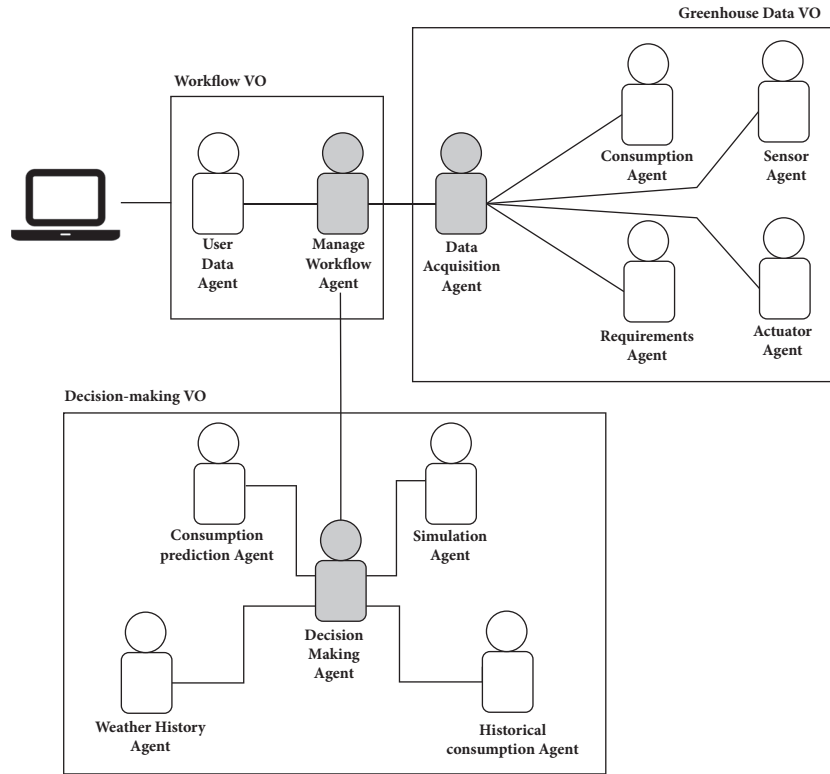 Greenhouse Data VO
Workflow VO
Consumption
Agent
Sensor
Agent
User
Data
Agent
Manage
Workflow
Agent
Data
Acquisition
Agent
Requirements
Agent
Actuator
Agent
Decision-making VO
Consumption
prediction Agent
Simulation
Agent
Decision
Making
Agent
Weather History
Agent
Historical
consumption Agent